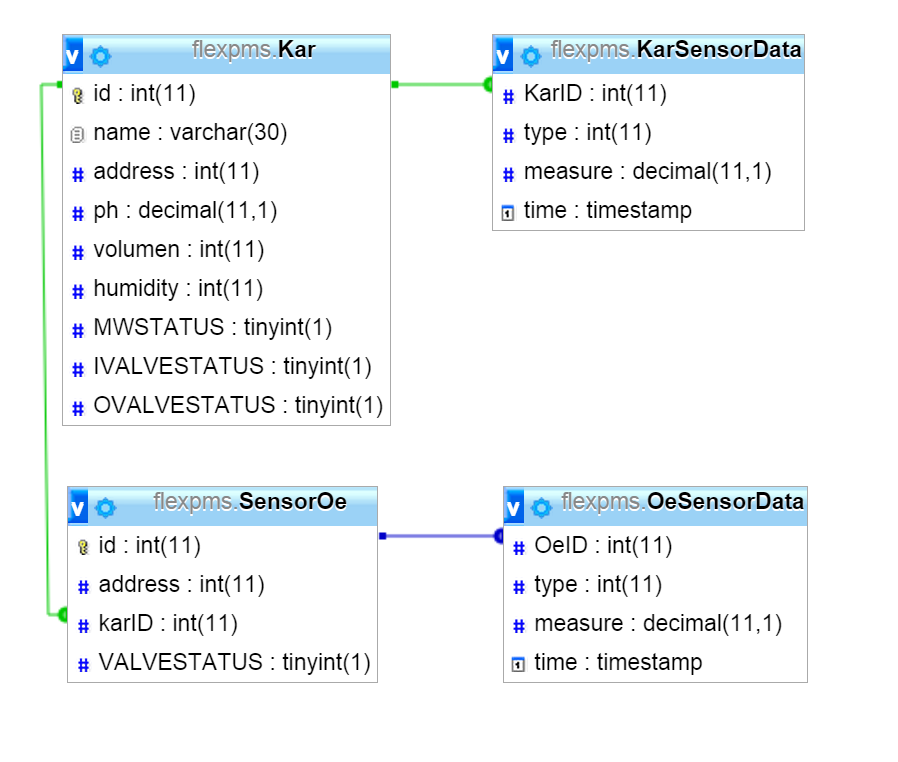 flexpms.Kar
id : int(11)
name : varchar(30)
address : int(11)
ph : decimal(11,1)
volumen : int(11)
humidity : int(11)
MWSTATUS : tinyint(1)
IVALVESTATUS : tinyint(1)
OVALVESTATUS : tinyint(1)
flexpms.KarSensorData
KarID : int(11)
type : int(11)
measure : decimal(11,1)
time : timestamp
flexpms.SensorOe
id : int(11)
address : int(11)
karID : int(11)
VALVESTATUS : tinyint(1)
flexpms.OeSensorData
OeID : int(11)
type : int(11)
measure : decimal(11,1)
time : timestamp